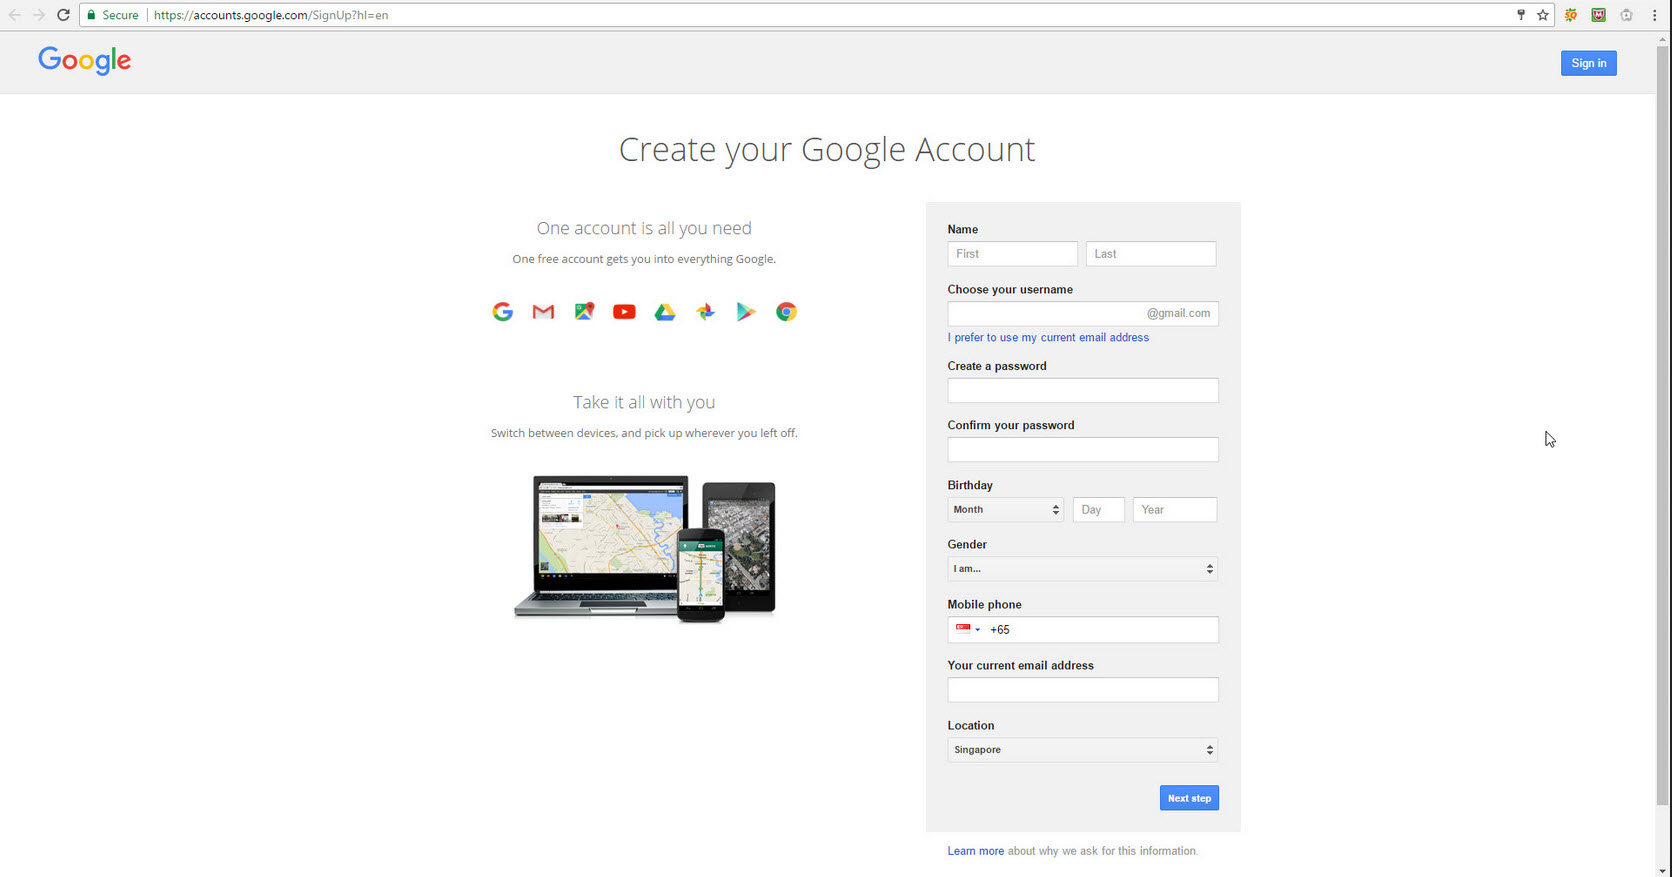 Secure https://accounts.google.com/SignUp?hl=en
Google
Sign in
Create your Google Account
One account is all you need
One free account gets you into everything Google.
Take it all with you
Switch between devices, and pick up wherever you left off.
Name
First Last
Choose your username
@gmail.com
I prefer to use my current email address
Create a password
Confirm your password
Birthday
Month Day Year
Gender
I am...
Mobile phone
+65
Your current email address
Location
Singapore
Next step
Learn more about why we ask for this information.